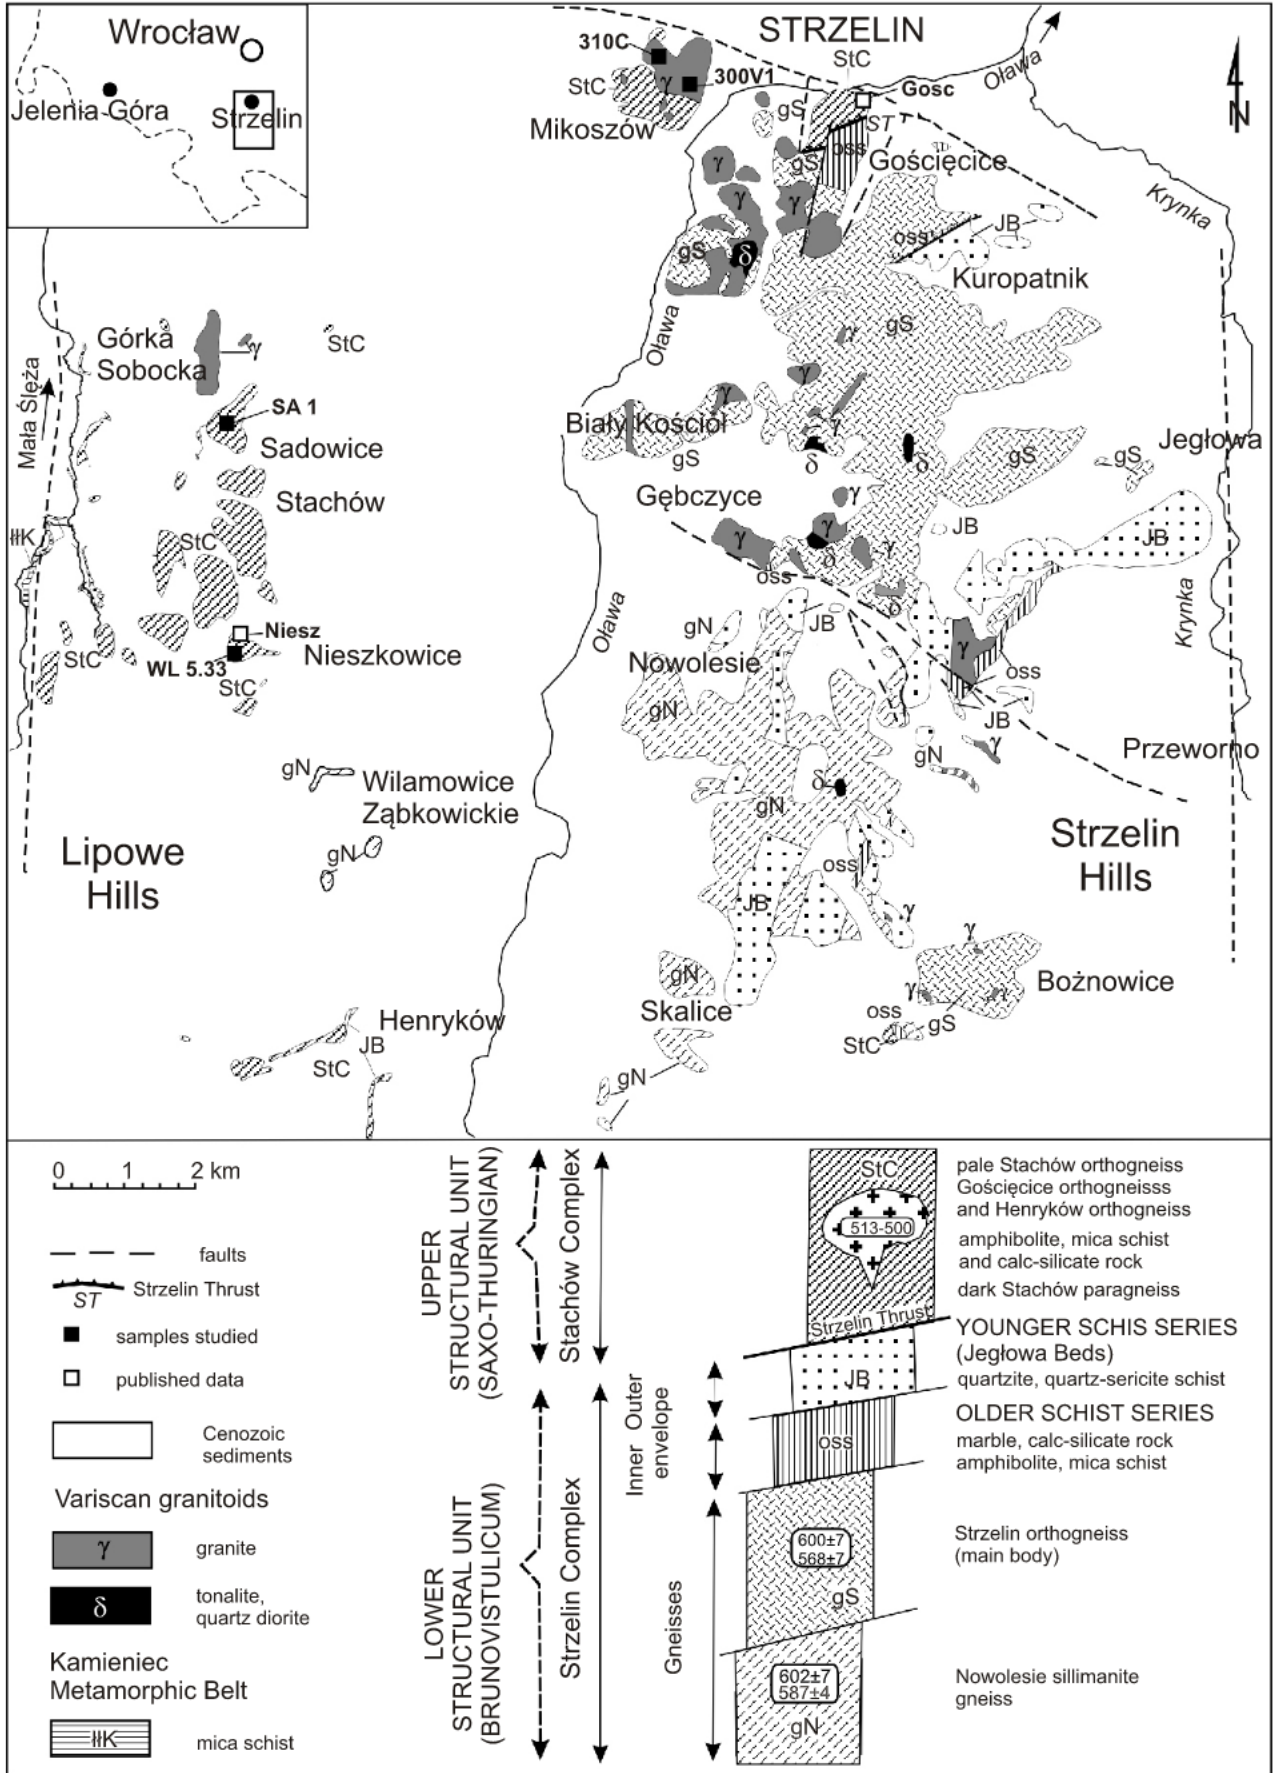 Wrocław
Jelenia Góra
Strzelin
STRZELIN
310C
StC
StC
γ
300V1
Mikoszów
gS
Gosc
ST
Oława
N
oss
gS
Gościęcice
γ
γ
γ
Krynka
JB
oss
gS
δ
Kuropatnik
Górka
Sobocka
γ
StC
Oława
γ
gS
Mała Ślęza
γ
SA 1
γ
Biały Kościół
γ
Jegłowa
Sadowice
gS
δ
δ
gS
gS
Stachów
Gębczyce
γ
γ
JB
JB
łłK
StC
γ
γ
δ
oss
δ
Oława
Krynka
Niesz
gN
JB
StC
WL 5.33
Nieszkowice
Nowolesie
γ
oss
StC
gN
JB
γ
Przeworno
gN
gN
Wilamowice
Ząbkowickie
δ
gN
Lipowe
Hills
gN
Strzelin
Hills
oss
JB
γ
γ
gN
Bożnowice
γ
γ
Skalice
oss
gS
Henryków
JB
StC
StC
gN
0 1 2 km
faults
ST
Strzelin Thrust
samples studied
published data
Cenozoic
sediments
Variscan granitoids
γ
granite
δ
tonalite,
quartz diorite
Kamieniec
Metamorphic Belt
łłK
mica schist
UPPER
STRUCTURAL UNIT
(SAXO-THURINGIAN)
Stachów Complex
LOWER
STRUCTURAL UNIT
(BRUNOVISTULICUM)
Strzelin Complex
Inner Outer
envelope
Gneisses
StC
513-500
Strzelin Thrust
JB
oss
600±7
568±7
gS
602±7
587±4
gN
pale Stachów orthogneiss
Gościęcice orthogneisss
and Henryków orthogneiss
amphibolite, mica schist
and calc-silicate rock
dark Stachów paragneiss
YOUNGER SCHIS SERIES
(Jegłowa Beds)
quartzite, quartz-sericite schist
OLDER SCHIST SERIES
marble, calc-silicate rock
amphibolite, mica schist
Strzelin orthogneiss
(main body)
Nowolesie sillimanite
gneiss